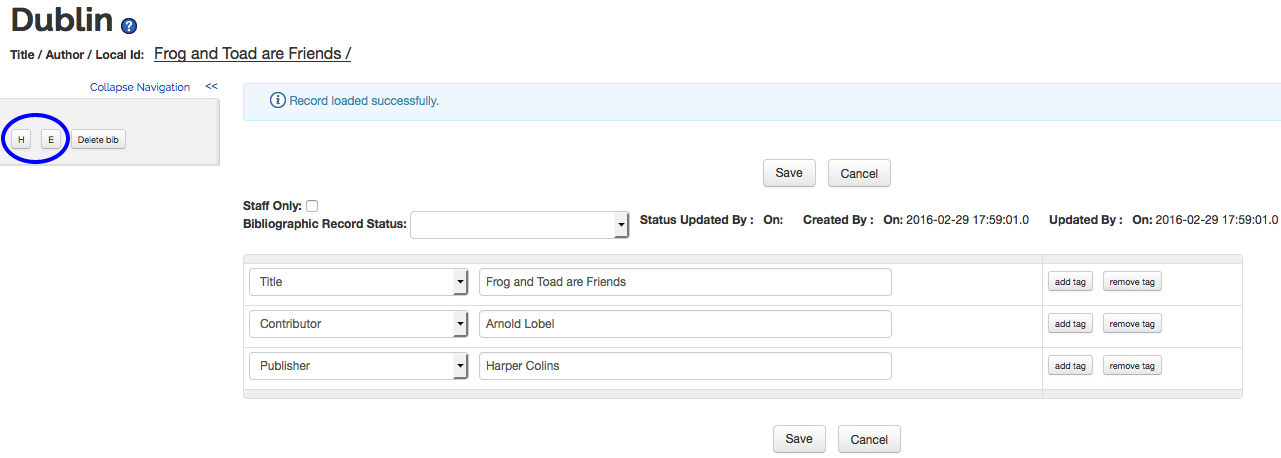 Dublin ?
Title / Author / Local Id: Frog and Toad are Friends /
Collapse Navigation <<
H E Delete bib
Record loaded successfully.
Save Cancel
Staff Only:
Bibliographic Record Status:
Status Updated By : On: Created By : On: 2016-02-29 17:59:01.0 Updated By : On: 2016-02-29 17:59:01.0
Title Frog and Toad are Friends add tag remove tag
Contributor Arnold Lobel add tag remove tag
Publisher Harper Colins add tag remove tag
Save Cancel